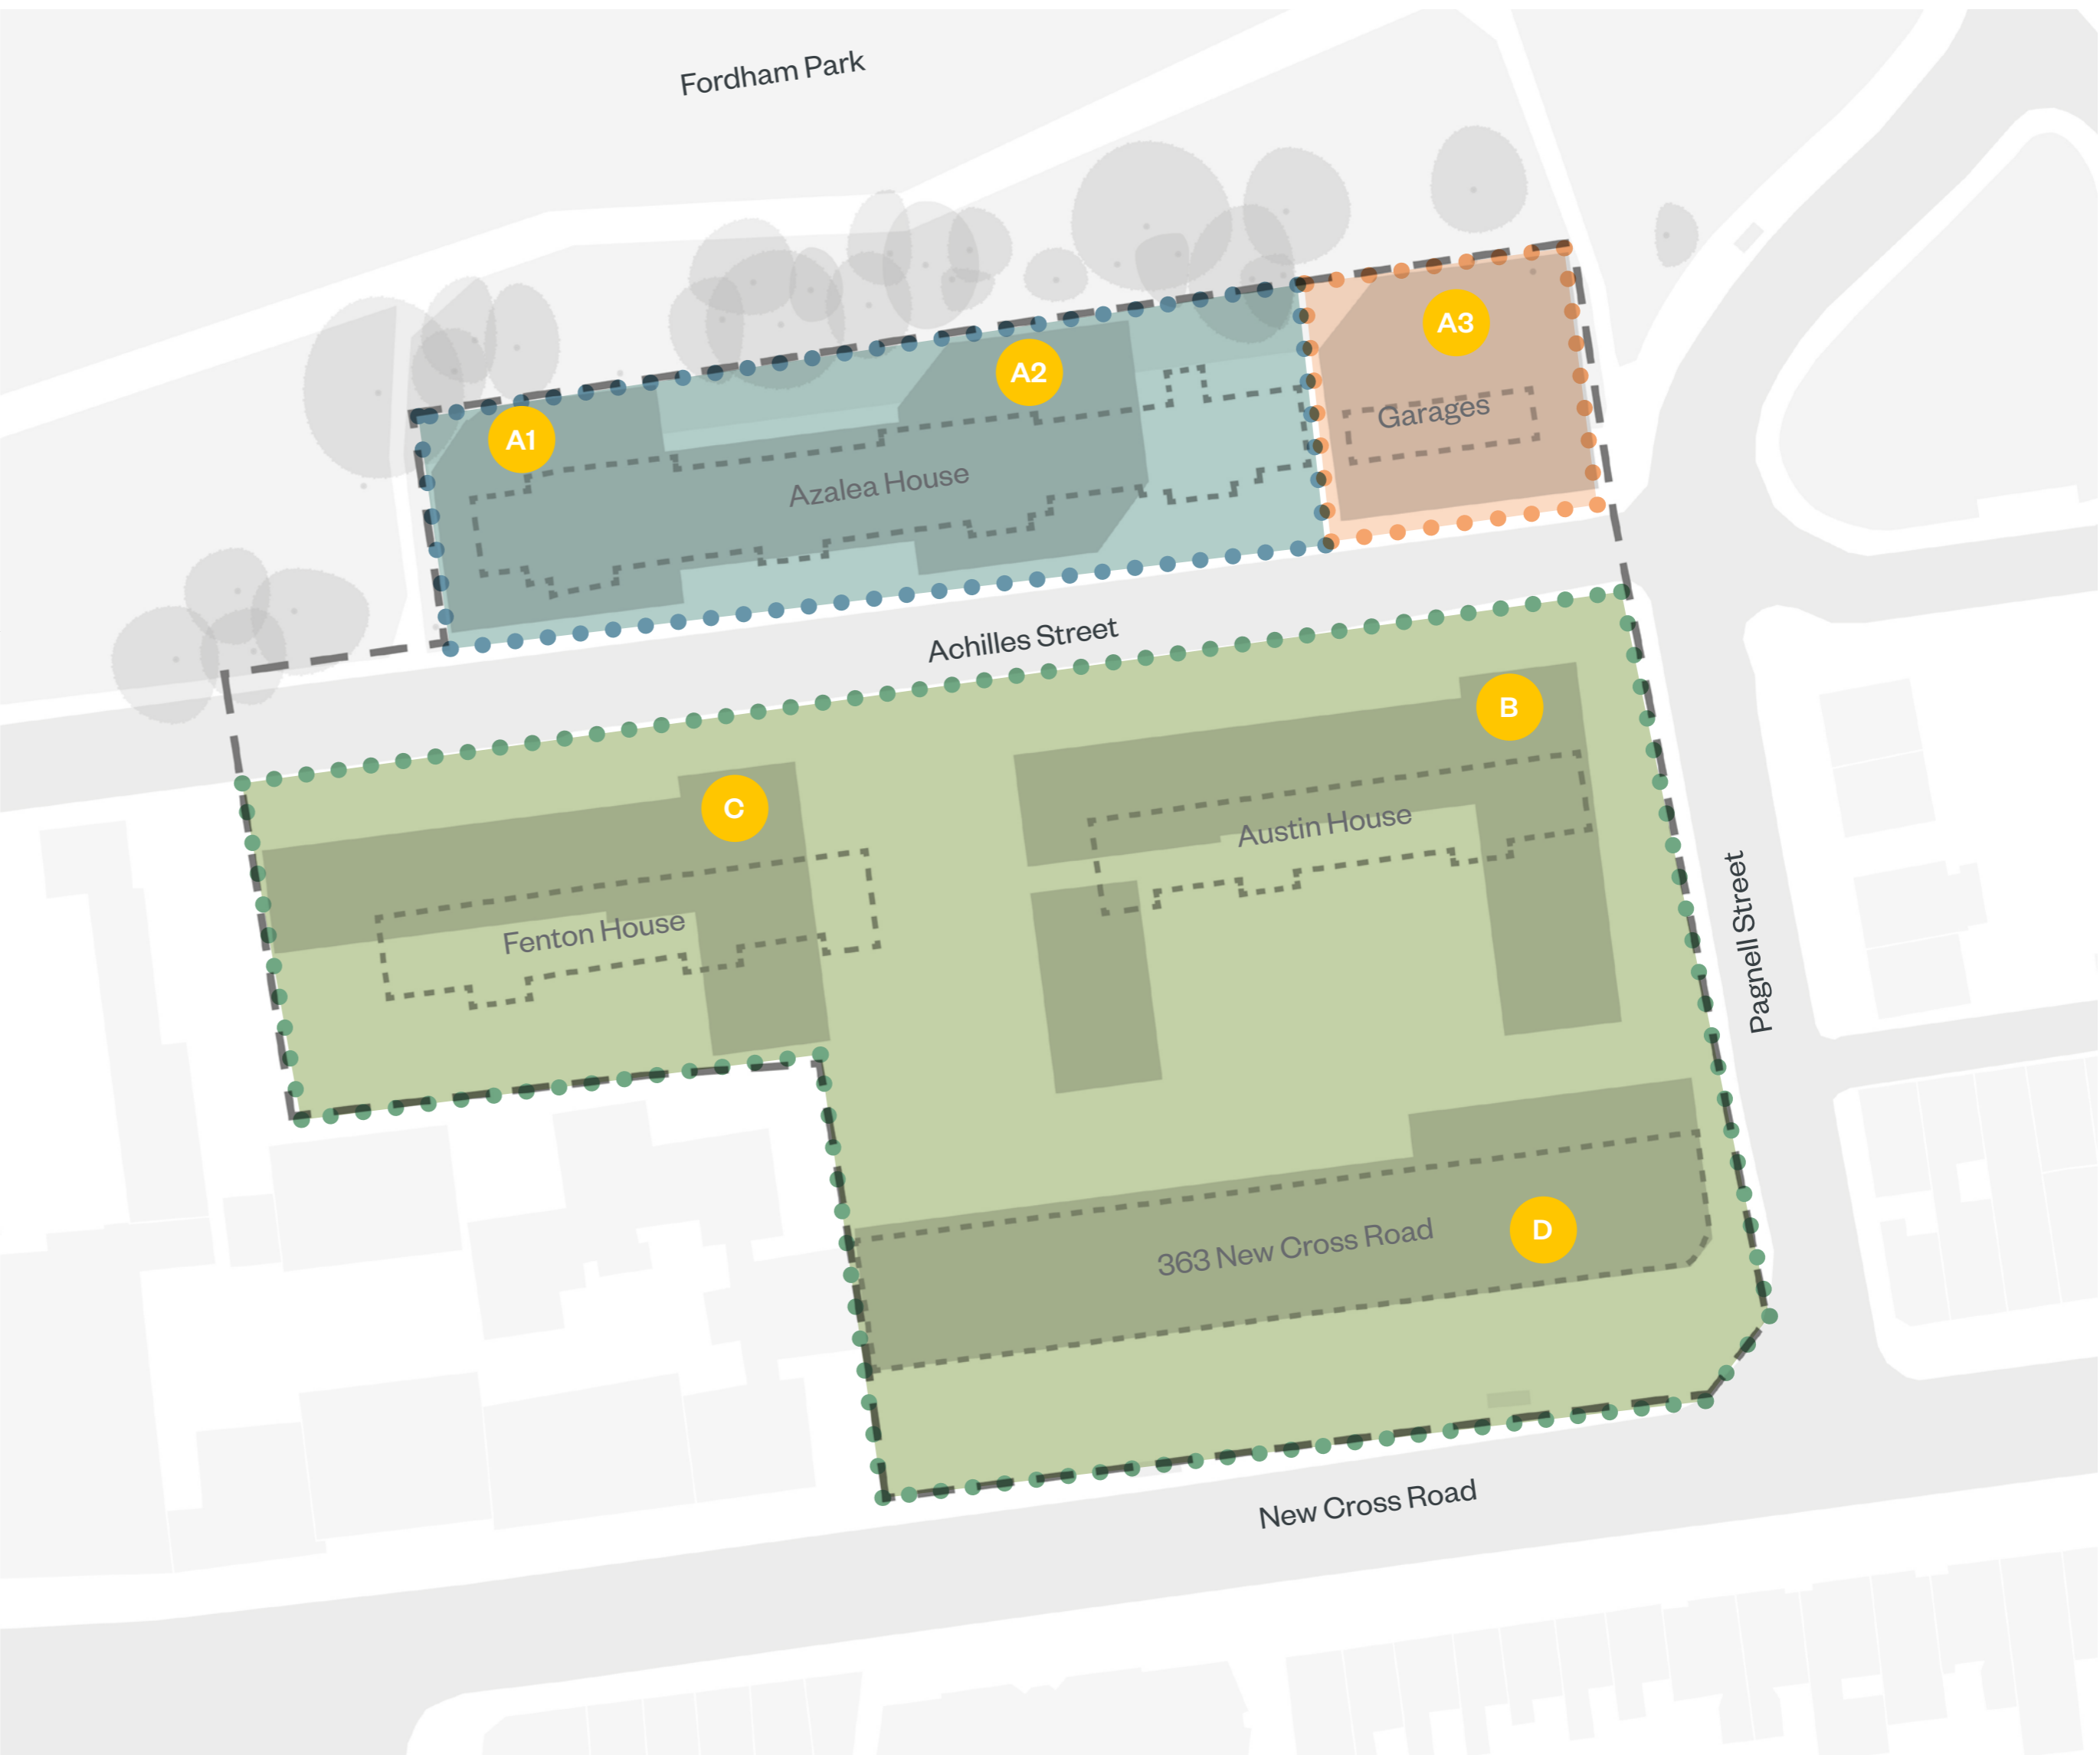 Fordham Park
A3
A2
Garages
A1
Azalea House
Achilles Street
B
C
Austin House
Fenton House
Pagnell Street
363 New Cross Road
D
New Cross Road